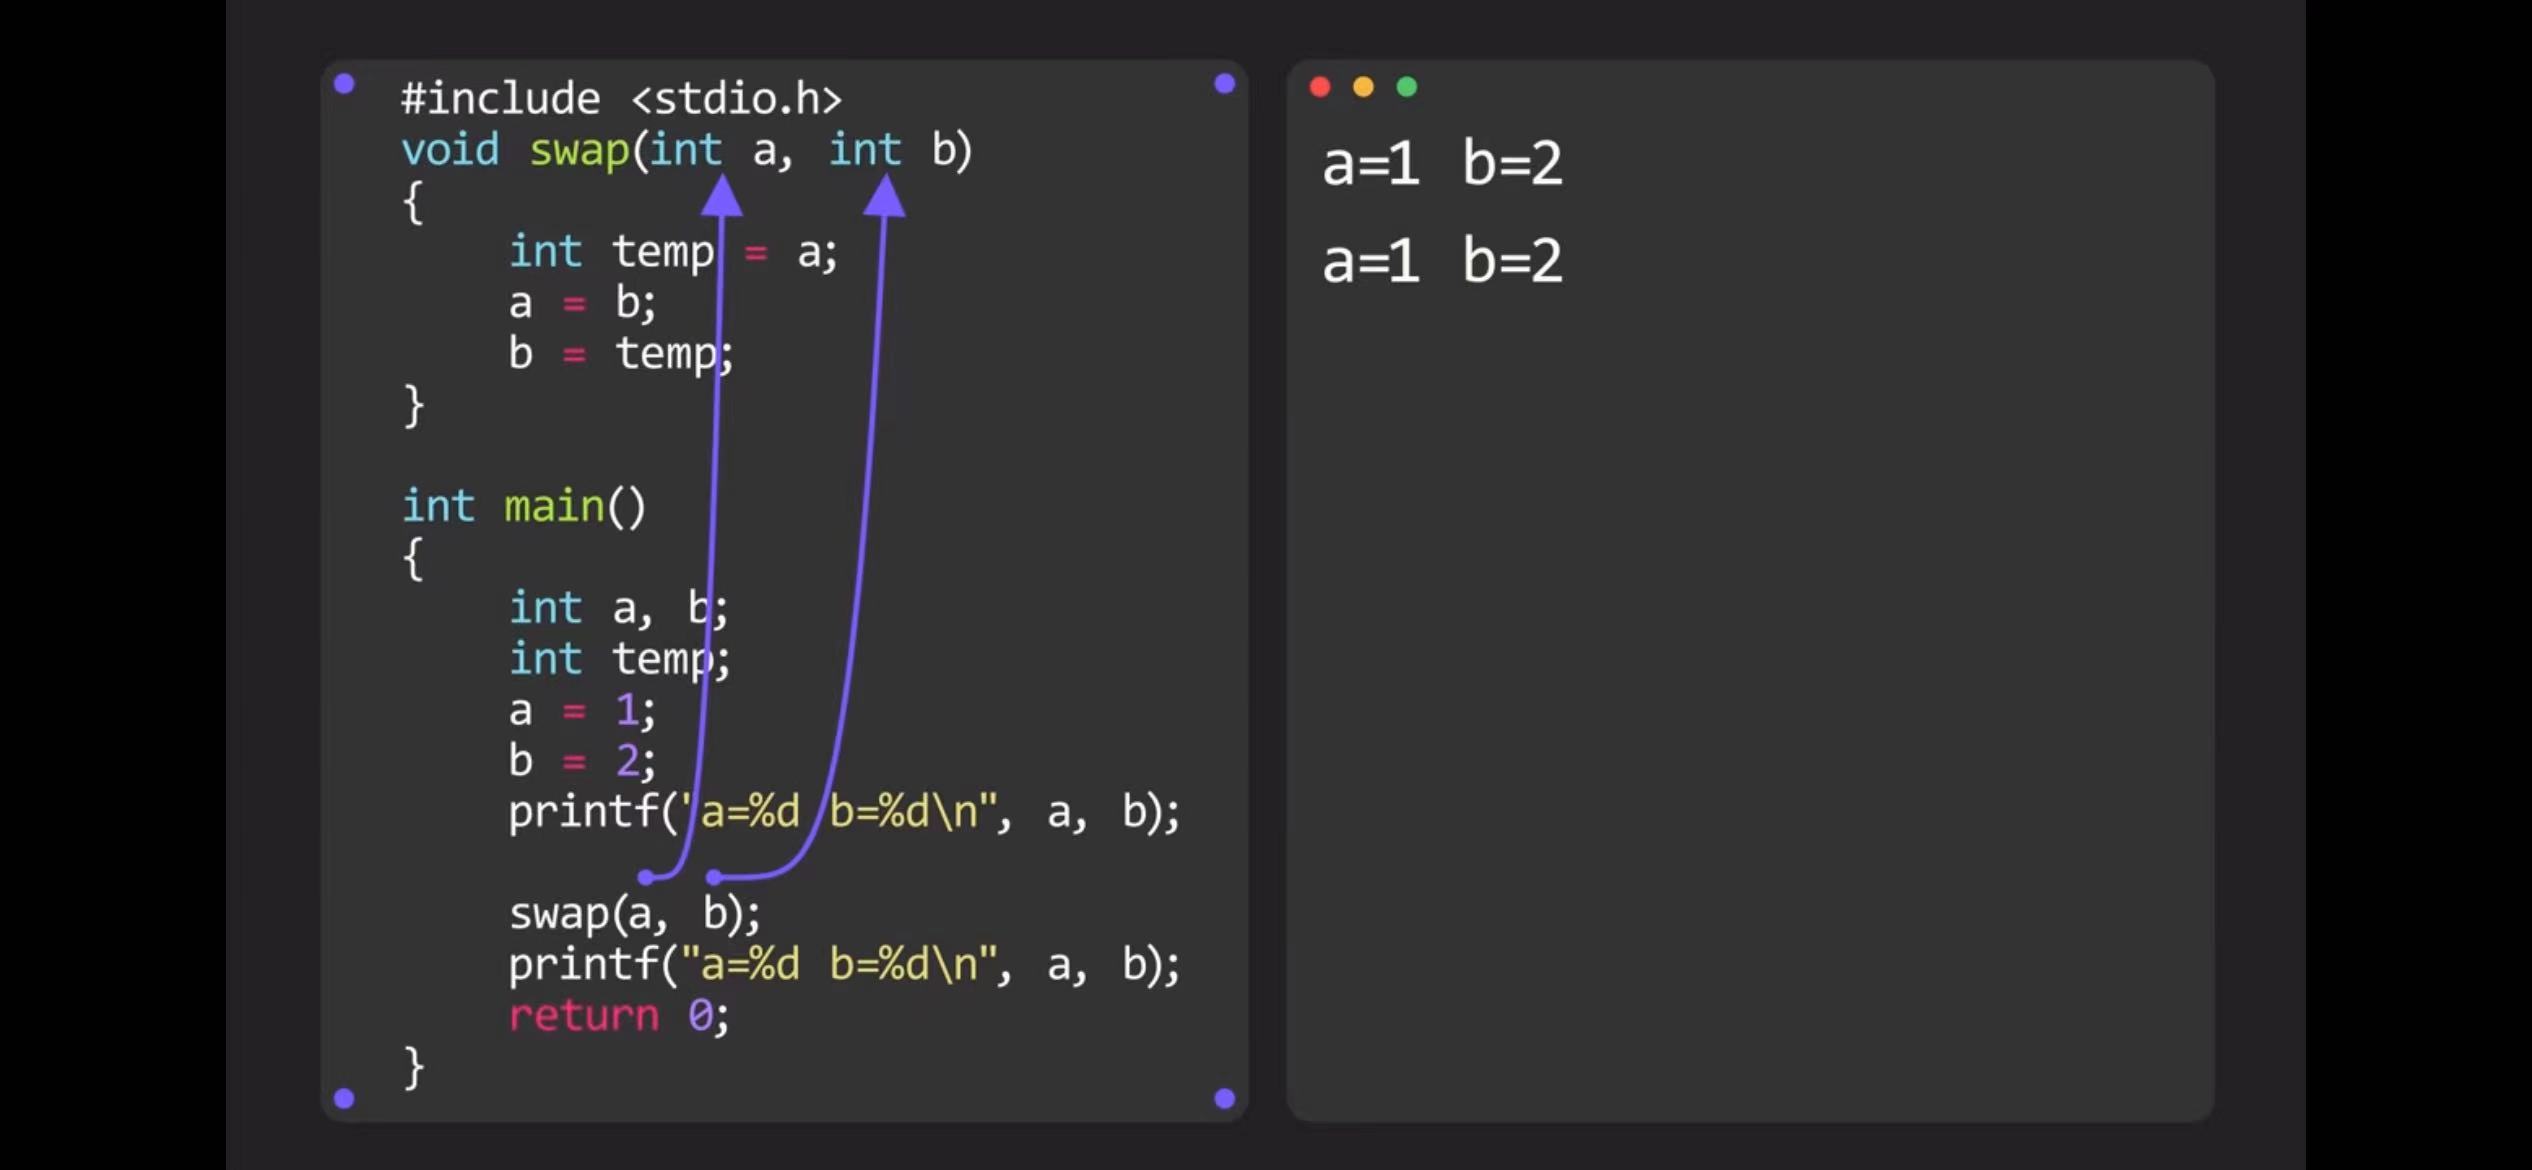 #include <stdio.h>
void swap(int a, int b)
{
    int temp = a;
    a = b;
    b = temp;
}

int main()
{
    int a, b;
    int temp;
    a = 1;
    b = 2;
    printf("a=%d b=%d\n", a, b);

    swap(a, b);
    printf("a=%d b=%d\n", a, b);
    return 0;
}
a=1 b=2
a=1 b=2